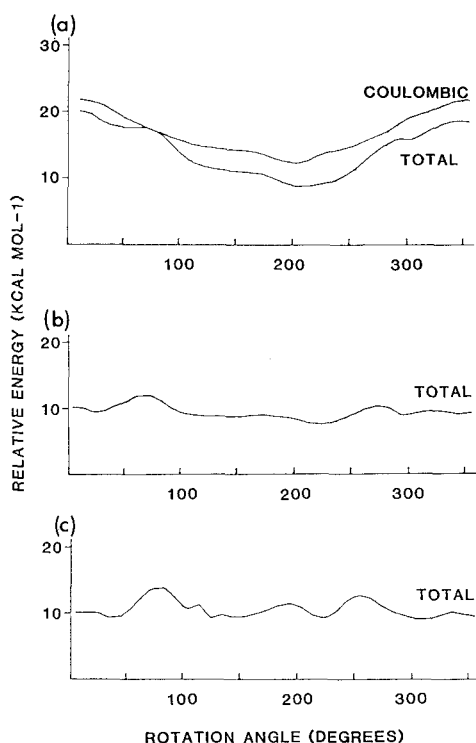 (a)
30
COULOMBIC
20
TOTAL
10
100 200 300
(b)
20
TOTAL
10
100 200 300
(c)
20
TOTAL
10
100 200 300
RELATIVE ENERGY (KCAL MOL-1)
ROTATION ANGLE (DEGREES)